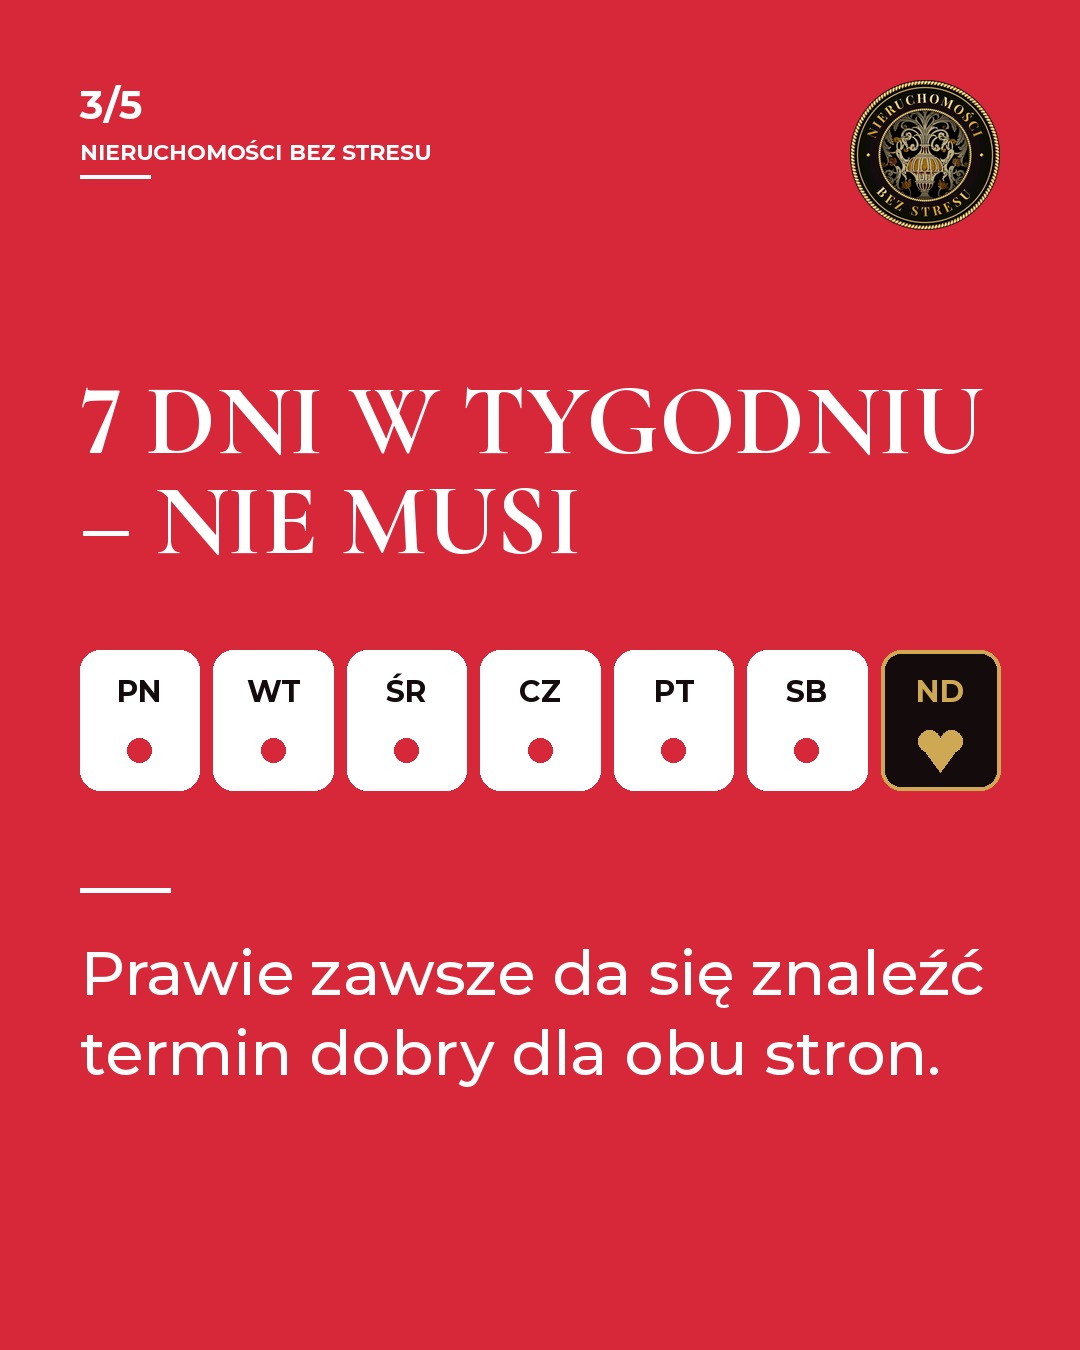 3/5
NIERUCHOMOŚCI BEZ STRESU
NIERUCHOMOŚCI
BEZ STRESU
7 DNI W TYGODNIU
– NIE MUSI
PN WT ŚR CZ PT SB ND
Prawie zawsze da się znaleźć
termin dobry dla obu stron.